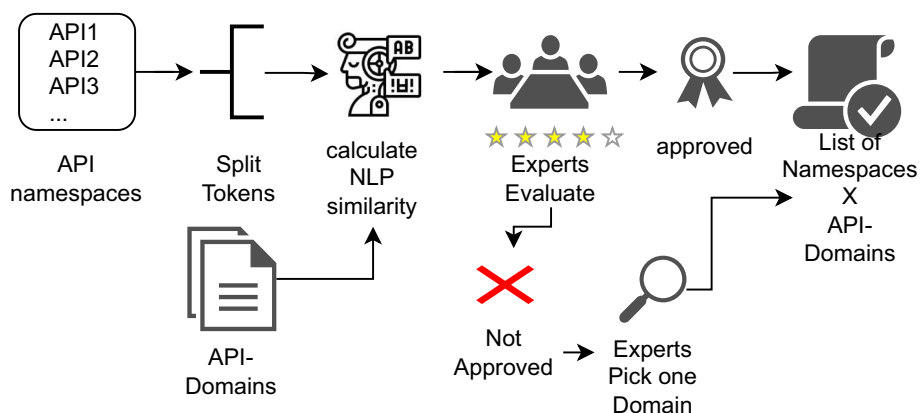 API1
API2
API3
...
API
namespaces
Split
Tokens
calculate
NLP
similarity
AB
Experts
Evaluate
approved
List of
Namespaces
X
API-
Domains
API-
Domains
Not
Approved
Experts
Pick one
Domain